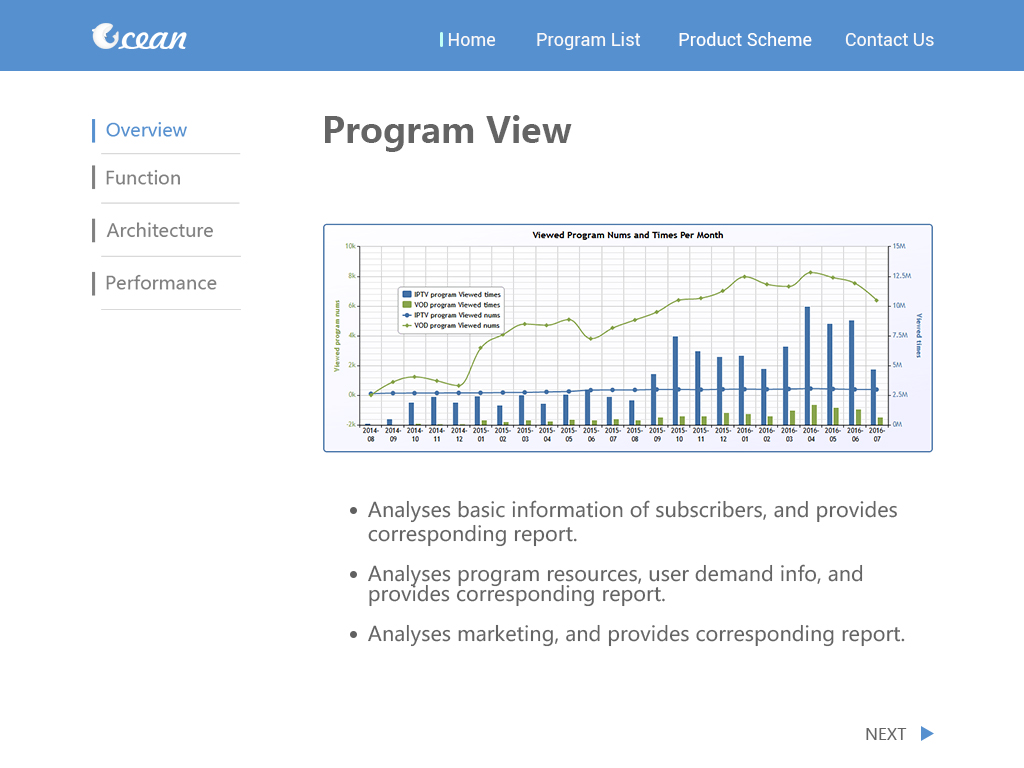 Ocean
Home Program List Product Scheme Contact Us
Overview
Function
Architecture
Performance
Program View
Viewed Program Nums and Times Per Month
10k
8k
6k
4k
2k
0k
-2k
Viewed program nums
IPTV program Viewed times
VOD program Viewed times
IPTV program Viewed nums
VOD program Viewed nums
15M
12.5M
10M
7.5M
5M
2.5M
0M
Viewed times
2014- 2014- 2014- 2014- 2014- 2015- 2015- 2015- 2015- 2015- 2015- 2015- 2015- 2015- 2015- 2015- 2015- 2016- 2016- 2016- 2016- 2016- 2016- 2016-
08 09 10 11 12 01 02 03 04 05 06 07 08 09 10 11 12 01 02 03 04 05 06 07
• Analyses basic information of subscribers, and provides
corresponding report.
• Analyses program resources, user demand info, and
provides corresponding report.
• Analyses marketing, and provides corresponding report.
NEXT